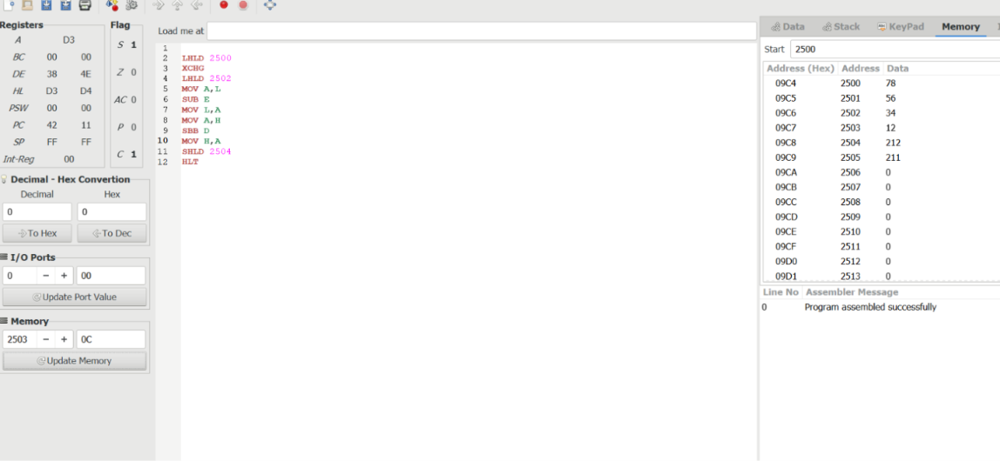 Registers
A D3
BC 00 00
DE 38 4E
HL D3 D4
PSW 00 00
PC 42 11
SP FF FF
Int-Reg 00
Flag
S 1
Z 0
AC 0
P 0
C 1
Decimal - Hex Convertion
Decimal Hex
0 0
To Hex To Dec
I/O Ports
0 - + 00
Update Port Value
Memory
2503 - + 0C
Update Memory
Load me at
1
2 LHLD 2500
3 XCHG
4 LHLD 2502
5 MOV A,L
6 SUB E
7 MOV L,A
8 MOV A,H
9 SBB D
10 MOV H,A
11 SHLD 2504
12 HLT
Data Stack KeyPad Memory
Start 2500
Address (Hex) Address Data
09C4 2500 78
09C5 2501 56
09C6 2502 34
09C7 2503 12
09C8 2504 212
09C9 2505 211
09CA 2506 0
09CB 2507 0
09CC 2508 0
09CD 2509 0
09CE 2510 0
09CF 2511 0
09D0 2512 0
09D1 2513 0
Line No Assembler Message
0 Program assembled successfully